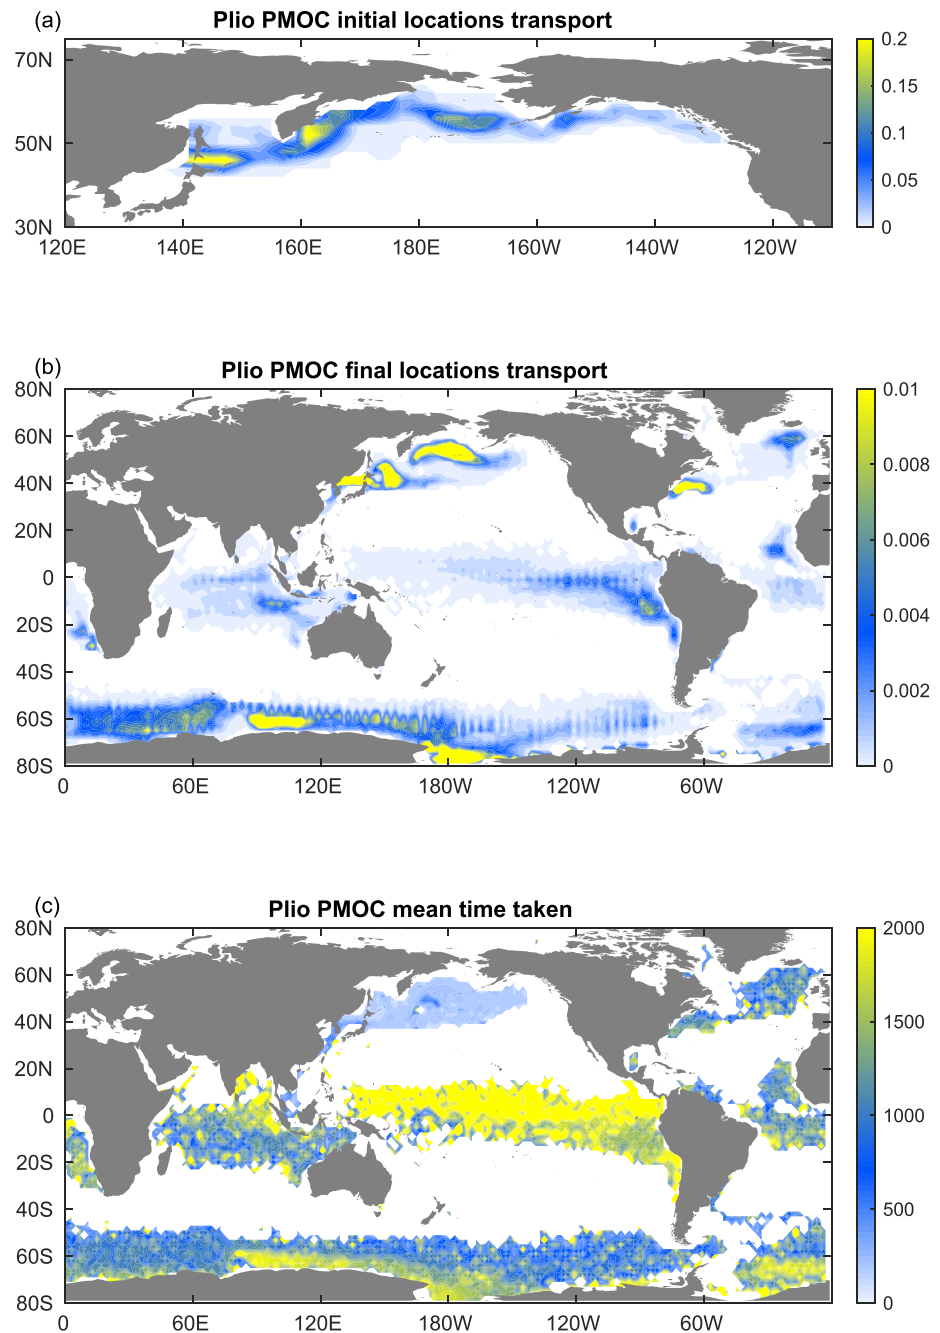 (a)
Plio PMOC initial locations transport
70N
50N
30N
120E 140E 160E 180E 160W 140W 120W
0.2
0.15
0.1
0.05
0
(b)
Plio PMOC final locations transport
80N
60N
40N
20N
0
20S
40S
60S
80S
0 60E 120E 180W 120W 60W
0.01
0.008
0.006
0.004
0.002
0
(c)
Plio PMOC mean time taken
80N
60N
40N
20N
0
20S
40S
60S
80S
0 60E 120E 180W 120W 60W
2000
1500
1000
500
0